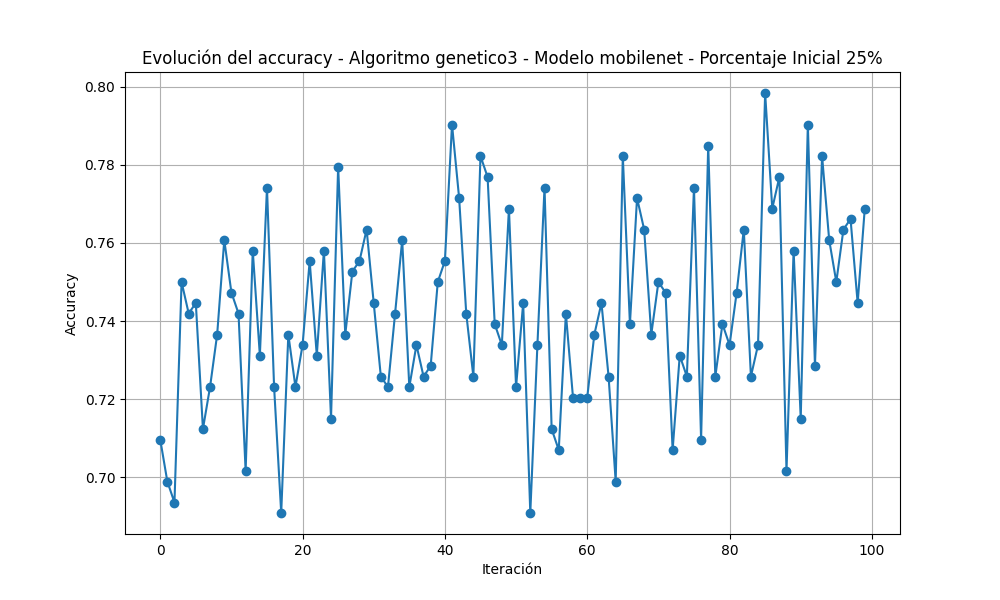 Evolución del accuracy - Algoritmo genetico3 - Modelo mobilenet - Porcentaje Inicial 25%
0.80
0.78
0.76
0.74
0.72
0.70
Accuracy
0 20 40 60 80 100
Iteración